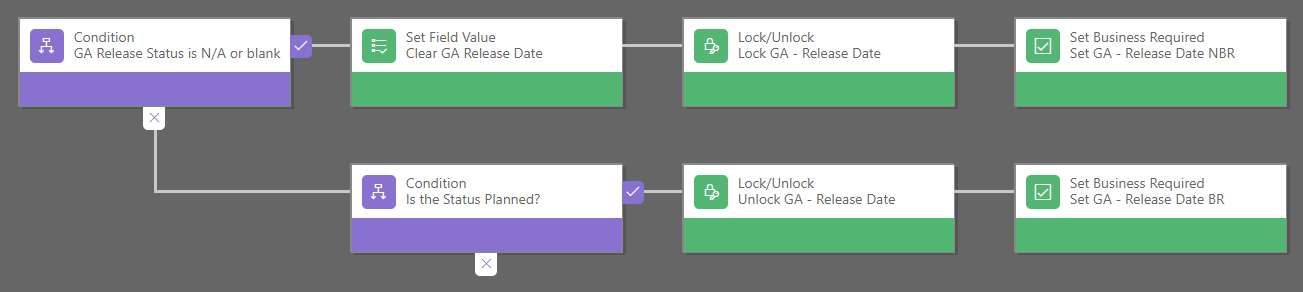 Condition
GA Release Status is N/A or blank
Set Field Value
Clear GA Release Date
Lock/Unlock
Lock GA - Release Date
Set Business Required
Set GA - Release Date NBR
Condition
Is the Status Planned?
Lock/Unlock
Unlock GA - Release Date
Set Business Required
Set GA - Release Date BR